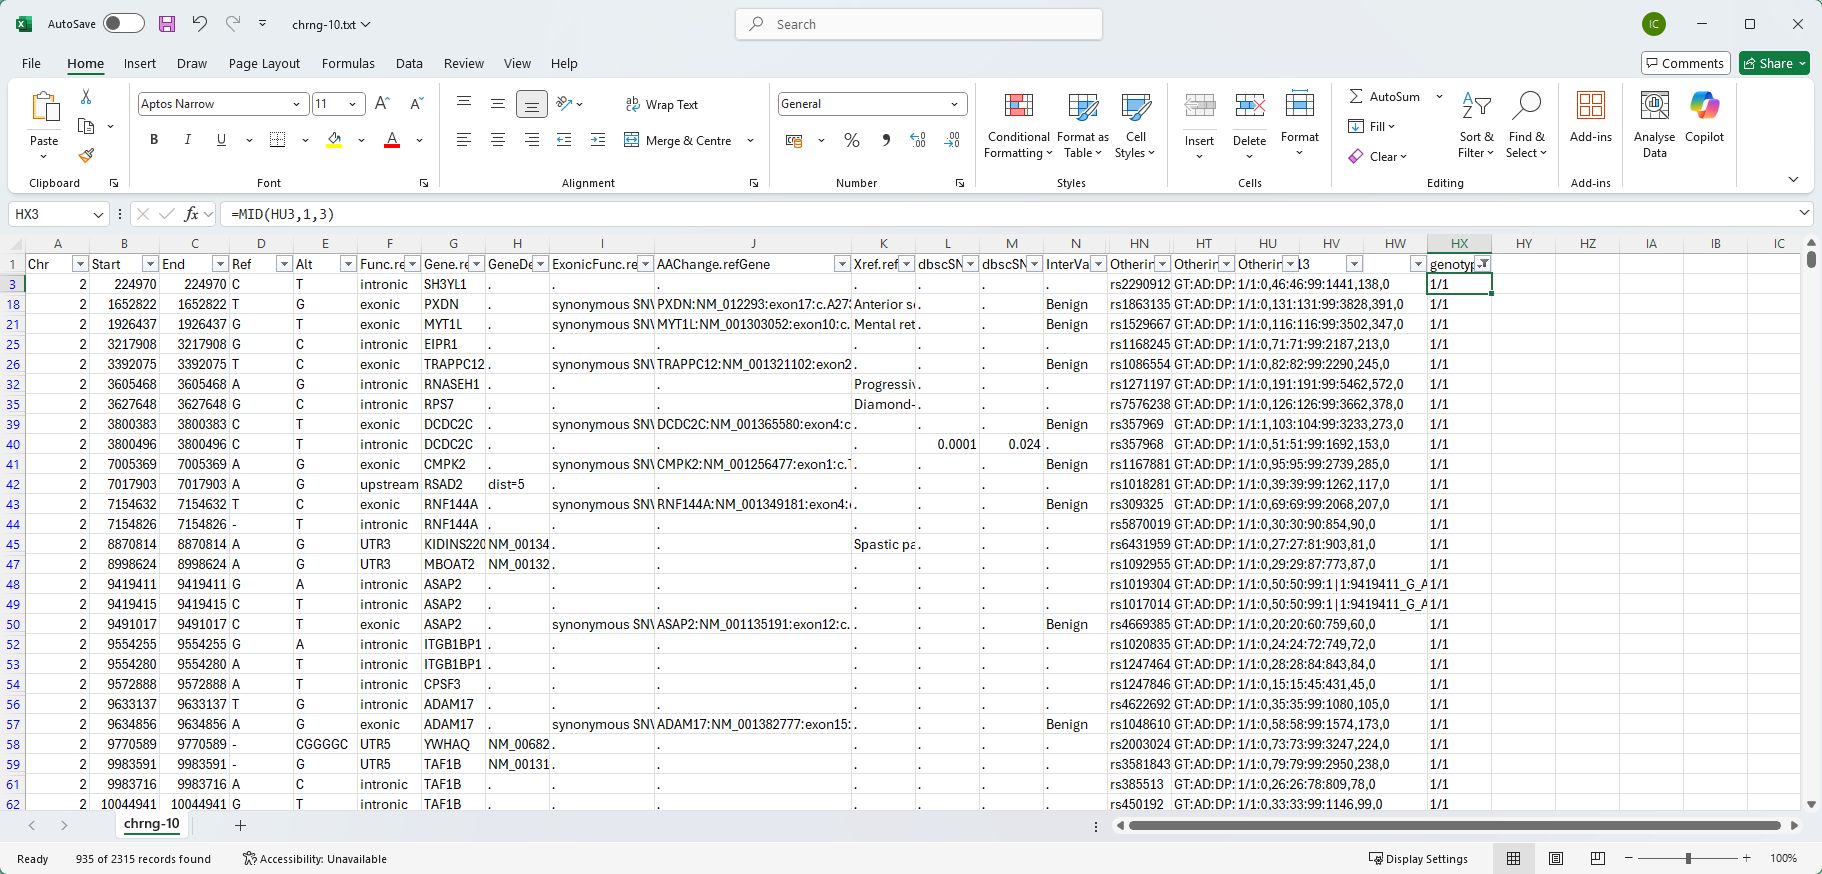 AutoSave
chrng-10.txt
Search
IC
File Home Insert Draw Page Layout Formulas Data Review View Help
Comments Share
Paste
Aptos Narrow 11
B I U
Wrap Text
Merge & Centre
General
Conditional Formatting
Format as Table
Cell Styles
Insert
Delete
Format
AutoSum
Fill
Clear
Sort & Filter
Find & Select
Add-ins
Analyse Data
Copilot
Clipboard Font Alignment Number Styles Cells Editing Add-ins
HX3 fx =MID(HU3,1,3)
A B C D E F G H I J K L M N HN HT HU HV HW HX HY HZ IA IB IC
1 Chr Start End Ref Alt Func.re Gene.re GeneDe ExonicFunc.re AAChange.refGene Xref.ref dbscSN dbscSN InterVa Otherin Otherin Otherin 13 genotyp
3 2 224970 224970 C T intronic SH3YL1 . . . . . . . rs2290912 GT:AD:DP: 1/1:0,46:46:99:1441,138,0 1/1
18 2 1652822 1652822 T G exonic PXDN . synonymous SNV PXDN:NM_012293:exon17:c.A273 Anterior se . . Benign rs1863135 GT:AD:DP: 1/1:0,131:131:99:3828,391,0 1/1
21 2 1926437 1926437 G T exonic MYT1L . synonymous SNV MYT1L:NM_001303052:exon10:c. Mental ret . . Benign rs1529667 GT:AD:DP: 1/1:0,116:116:99:3502,347,0 1/1
25 2 3217908 3217908 G C intronic EIPR1 . . . . . . . rs1168245 GT:AD:DP: 1/1:0,71:71:99:2187,213,0 1/1
26 2 3392075 3392075 T C exonic TRAPPC12 . synonymous SNV TRAPPC12:NM_001321102:exon2 . . . Benign rs1086554 GT:AD:DP: 1/1:0,82:82:99:2290,245,0 1/1
32 2 3605468 3605468 A G intronic RNASEH1 . . . Progressiv . . . rs1271197 GT:AD:DP: 1/1:0,191:191:99:5462,572,0 1/1
35 2 3627648 3627648 G C intronic RPS7 . . . Diamond- . . . rs7576238 GT:AD:DP: 1/1:0,126:126:99:3662,378,0 1/1
39 2 3800383 3800383 C T exonic DCDC2C . synonymous SNV DCDC2C:NM_001365580:exon4:c . . . Benign rs357969 GT:AD:DP: 1/1:1,103:104:99:3233,273,0 1/1
40 2 3800496 3800496 C T intronic DCDC2C . . . . 0.0001 0.024 . rs357968 GT:AD:DP: 1/1:0,51:51:99:1692,153,0 1/1
41 2 7005369 7005369 A G exonic CMPK2 . synonymous SNV CMPK2:NM_001256477:exon1:c.T . . . Benign rs1167881 GT:AD:DP: 1/1:0,95:95:99:2739,285,0 1/1
42 2 7017903 7017903 A G upstream RSAD2 dist=5 . . . . . . rs1018281 GT:AD:DP: 1/1:0,39:39:99:1262,117,0 1/1
43 2 7154632 7154632 T C exonic RNF144A . synonymous SNV RNF144A:NM_001349181:exon4: . . . Benign rs309325 GT:AD:DP: 1/1:0,69:69:99:2068,207,0 1/1
44 2 7154826 7154826 - T intronic RNF144A . . . . . . . rs5870019 GT:AD:DP: 1/1:0,30:30:90:854,90,0 1/1
45 2 8870814 8870814 A G UTR3 KIDINS220 NM_00134 . . Spastic pa . . . rs6431959 GT:AD:DP: 1/1:0,27:27:81:903,81,0 1/1
47 2 8998624 8998624 A G UTR3 MBOAT2 NM_00132 . . . . . . rs1092955 GT:AD:DP: 1/1:0,29:29:87:773,87,0 1/1
48 2 9419411 9419411 G A intronic ASAP2 . . . . . . . rs1019304 GT:AD:DP: 1/1:0,50:50:99:1|1:9419411_G_A 1/1
49 2 9419415 9419415 C T intronic ASAP2 . . . . . . . rs1017014 GT:AD:DP: 1/1:0,50:50:99:1|1:9419411_G_A 1/1
50 2 9491017 9491017 C T exonic ASAP2 . synonymous SNV ASAP2:NM_001135191:exon12:c. . . . Benign rs4669385 GT:AD:DP: 1/1:0,20:20:60:759,60,0 1/1
52 2 9554255 9554255 G A intronic ITGB1BP1 . . . . . . . rs1020835 GT:AD:DP: 1/1:0,24:24:72:749,72,0 1/1
53 2 9554280 9554280 A T intronic ITGB1BP1 . . . . . . . rs1247464 GT:AD:DP: 1/1:0,28:28:84:843,84,0 1/1
54 2 9572888 9572888 A T intronic CPSF3 . . . . . . . rs1247846 GT:AD:DP: 1/1:0,15:15:45:431,45,0 1/1
56 2 9633137 9633137 T G intronic ADAM17 . . . . . . . rs4622692 GT:AD:DP: 1/1:0,35:35:99:1080,105,0 1/1
57 2 9634856 9634856 A G exonic ADAM17 . synonymous SNV ADAM17:NM_001382777:exon15: . . . Benign rs1048610 GT:AD:DP: 1/1:0,58:58:99:1574,173,0 1/1
58 2 9770589 9770589 - CGGGGC UTR5 YWHAQ NM_00682 . . . . . . rs2003024 GT:AD:DP: 1/1:0,73:73:99:3247,224,0 1/1
59 2 9983591 9983591 - G UTR5 TAF1B NM_00131 . . . . . . rs3581843 GT:AD:DP: 1/1:0,79:79:99:2950,238,0 1/1
61 2 9983716 9983716 A C intronic TAF1B . . . . . . . rs385513 GT:AD:DP: 1/1:0,26:26:78:809,78,0 1/1
62 2 10044941 10044941 G T intronic TAF1B . . . . . . . rs450192 GT:AD:DP: 1/1:0,33:33:99:1146,99,0 1/1
chrng-10
Ready 935 of 2315 records found Accessibility: Unavailable Display Settings 100%